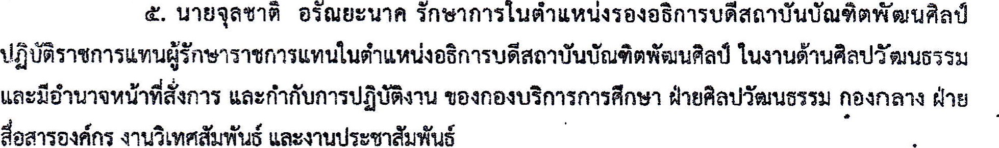 ๕. นายจุลชาติ อรัณยะนาค รักษาการในตำแหน่งรองอธิการบดีสถาบันบัณฑิตพัฒนศิลป์
ปฏิบัติราชการแทนผู้รักษาราชการแทนในตำแหน่งอธิการบดีสถาบันบัณฑิตพัฒนศิลป์ ในงานด้านศิลปวัฒนธรรม
และมีอำนาจหน้าที่สั่งการ และกำกับการปฏิบัติงาน ของกองบริการการศึกษา ฝ่ายศิลปวัฒนธรรม กองกลาง ฝ่าย
สื่อสารองค์กร งานวิเทศสัมพันธ์ และงานประชาสัมพันธ์